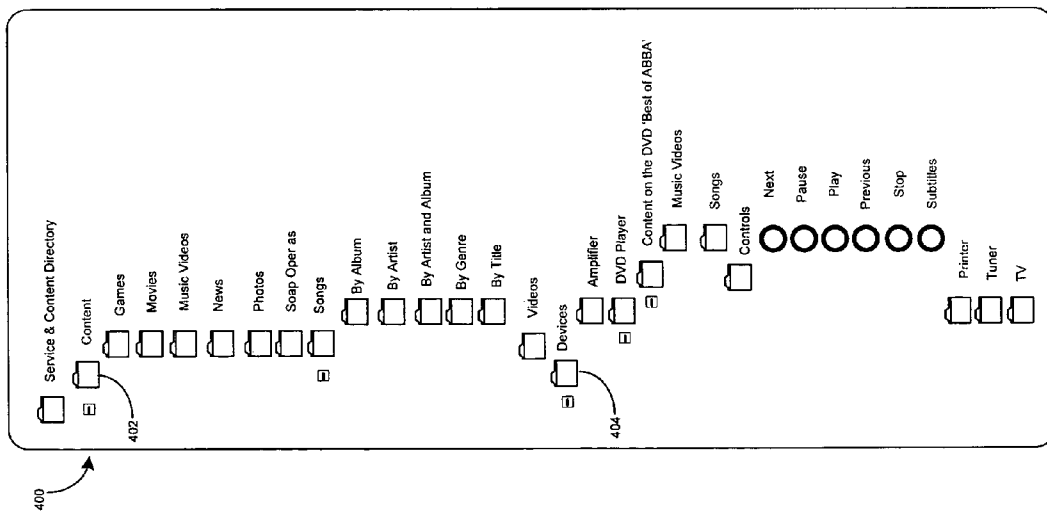 400
Service & Content Directory
Content
402
Games
Movies
Music Videos
News
Photos
Soap Oper as
Songs
By Album
By Artist
By Artist and Album
By Genre
By Title
Videos
Devices
404
Amplifier
DVD Player
Content on the DVD 'Best of ABBA'
Music Videos
Songs
Controls
Next
Pause
Play
Previous
Stop
Subtitles
Printer
Tuner
TV